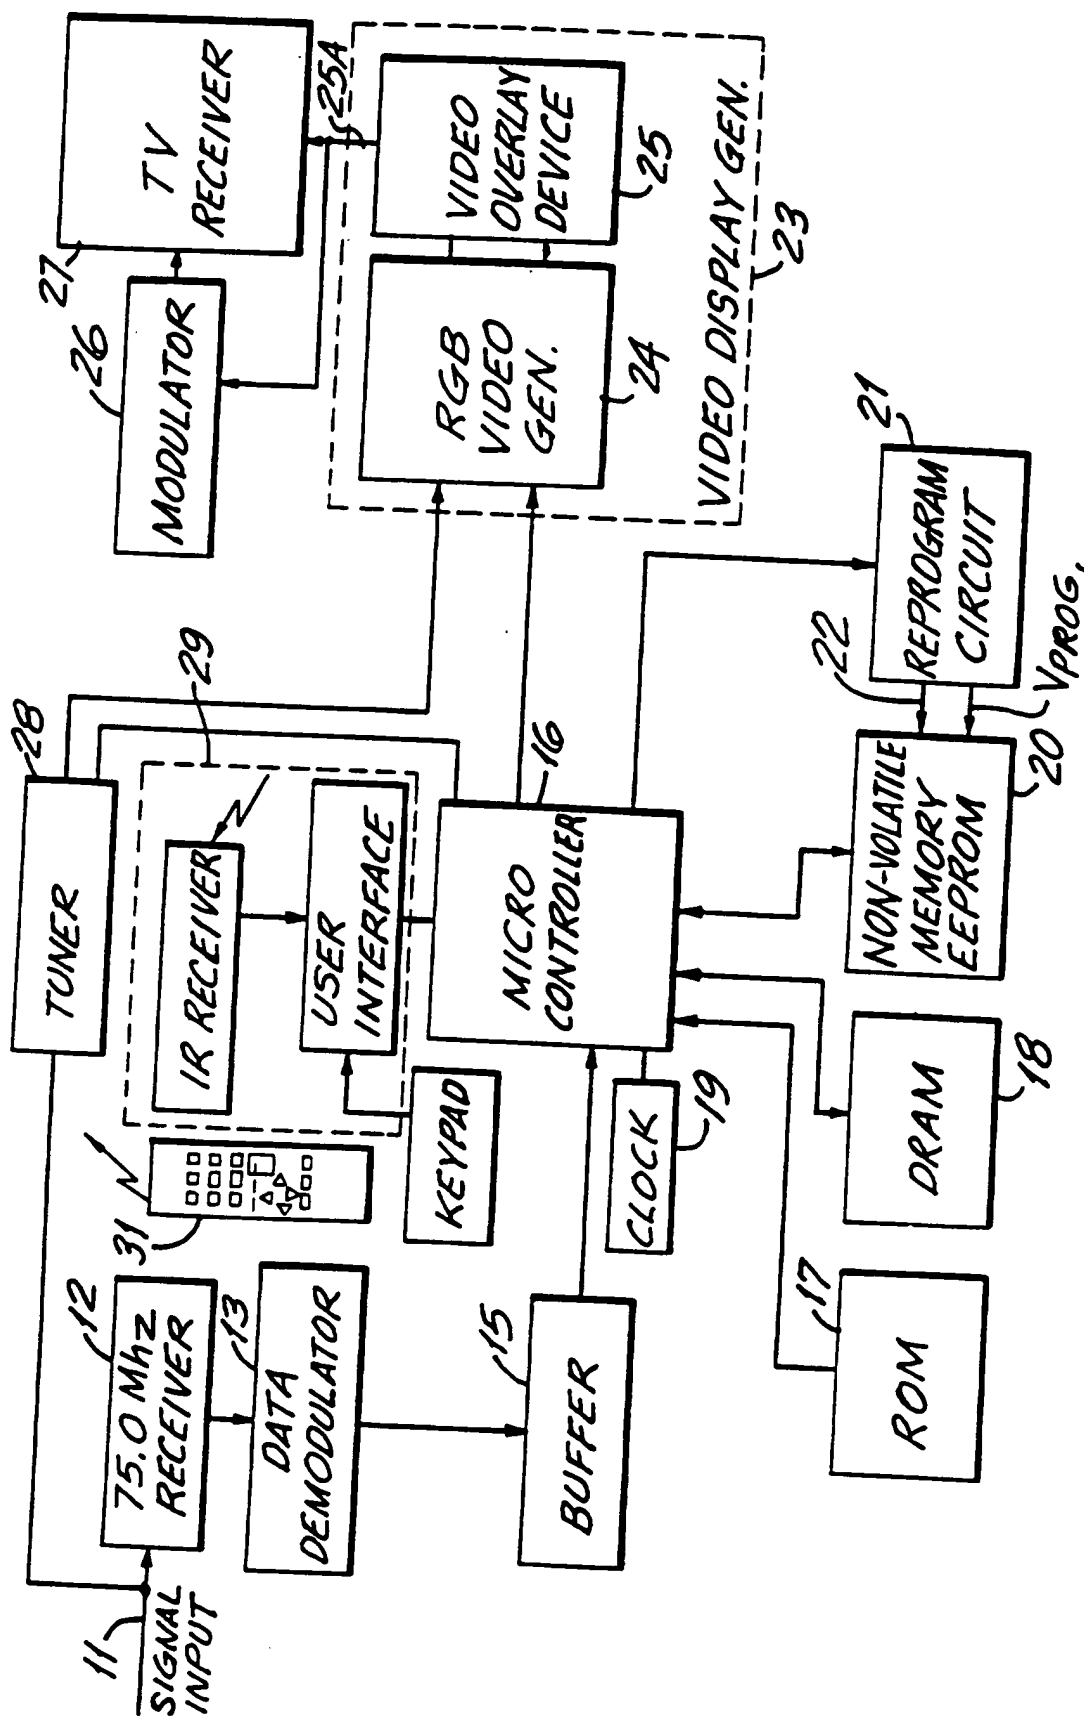 11
SIGNAL
INPUT
12
75.0 Mhz
RECEIVER
13
DATA
DEMODULATOR
15
BUFFER
17
ROM
31
28
TUNER
29
IR RECEIVER
USER
INTERFACE
KEYPAD
CLOCK
19
16
MICRO
CONTROLLER
DRAM
18
NON-VOLATILE
MEMORY
EEPROM
20
22
VPROG.
21
REPROGRAM
CIRCUIT
26
MODULATOR
27
TV
RECEIVER
25A
RGB
VIDEO
GEN.
24
VIDEO
OVERLAY
DEVICE
25
VIDEO DISPLAY GEN.
23